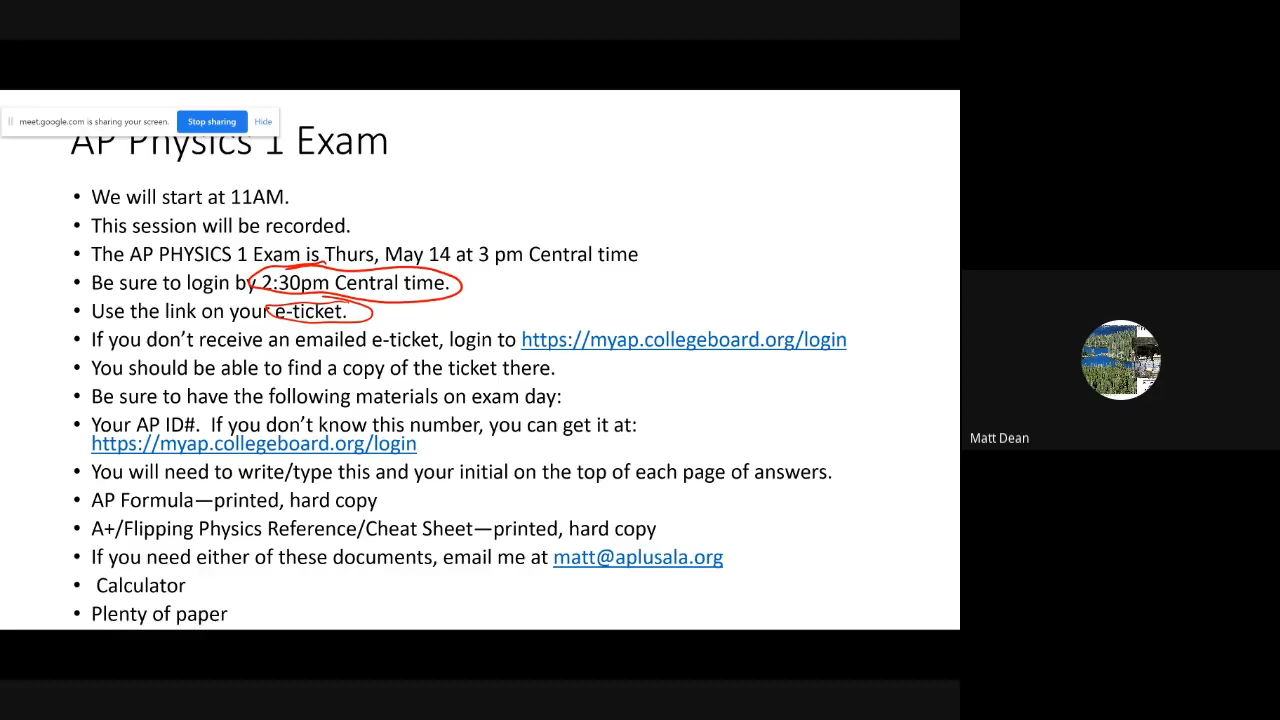 meet.google.com is sharing your screen.
Stop sharing
Hide
AP Physics 1 Exam
• We will start at 11AM.
• This session will be recorded.
• The AP PHYSICS 1 Exam is Thurs, May 14 at 3 pm Central time
• Be sure to login by 2:30pm Central time.
• Use the link on your e-ticket.
• If you don’t receive an emailed e-ticket, login to https://myap.collegeboard.org/login
• You should be able to find a copy of the ticket there.
• Be sure to have the following materials on exam day:
• Your AP ID#.  If you don’t know this number, you can get it at:
https://myap.collegeboard.org/login
• You will need to write/type this and your initial on the top of each page of answers.
• AP Formula—printed, hard copy
• A+/Flipping Physics Reference/Cheat Sheet—printed, hard copy
• If you need either of these documents, email me at matt@aplusala.org
• Calculator
• Plenty of paper
Matt Dean